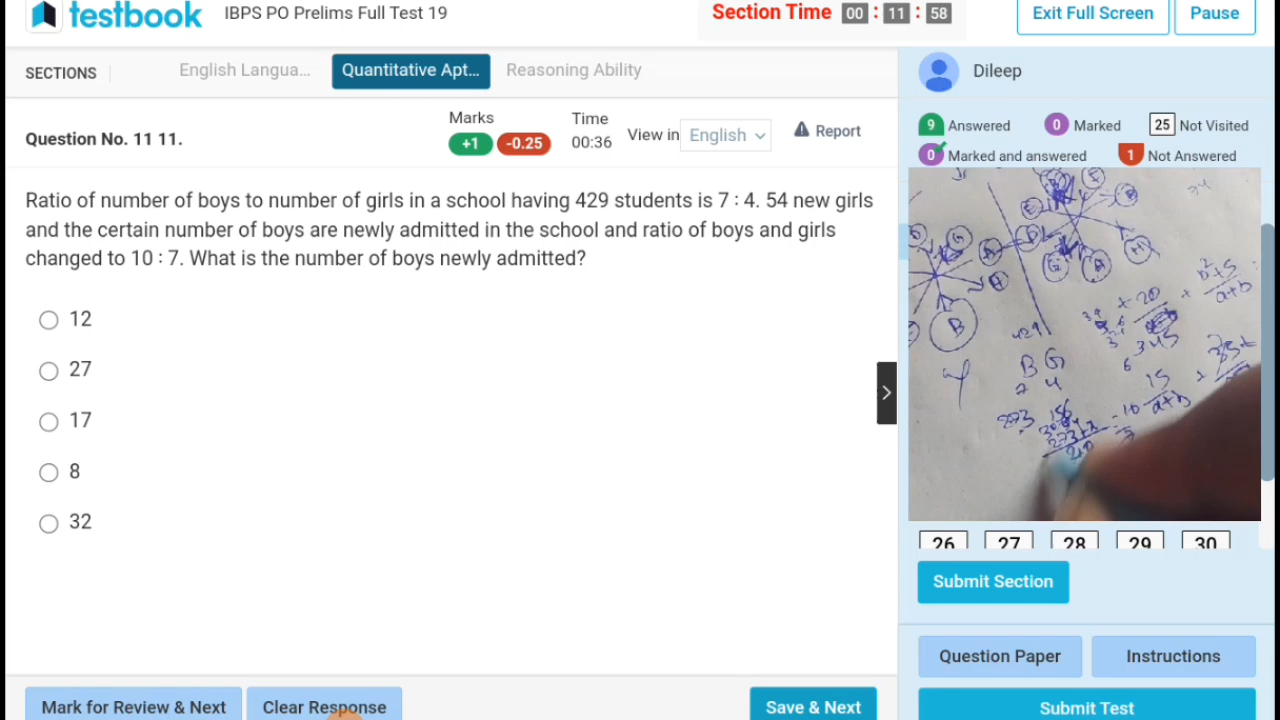 testbook IBPS PO Prelims Full Test 19 Section Time 00 : 11 : 58 Exit Full Screen Pause
SECTIONS English Langua... Quantitative Apt... Reasoning Ability
Dileep
Question No. 11 11.
Marks +1 -0.25
Time 00:36
View in English
Report
9 Answered 0 Marked 25 Not Visited
0 Marked and answered 1 Not Answered
Ratio of number of boys to number of girls in a school having 429 students is 7 : 4. 54 new girls
and the certain number of boys are newly admitted in the school and ratio of boys and girls
changed to 10 : 7. What is the number of boys newly admitted?
12
27
17
8
32
429
B G
7 4
273 156
26 27 28 29 30
Submit Section
Question Paper Instructions
Mark for Review & Next Clear Response Save & Next Submit Test